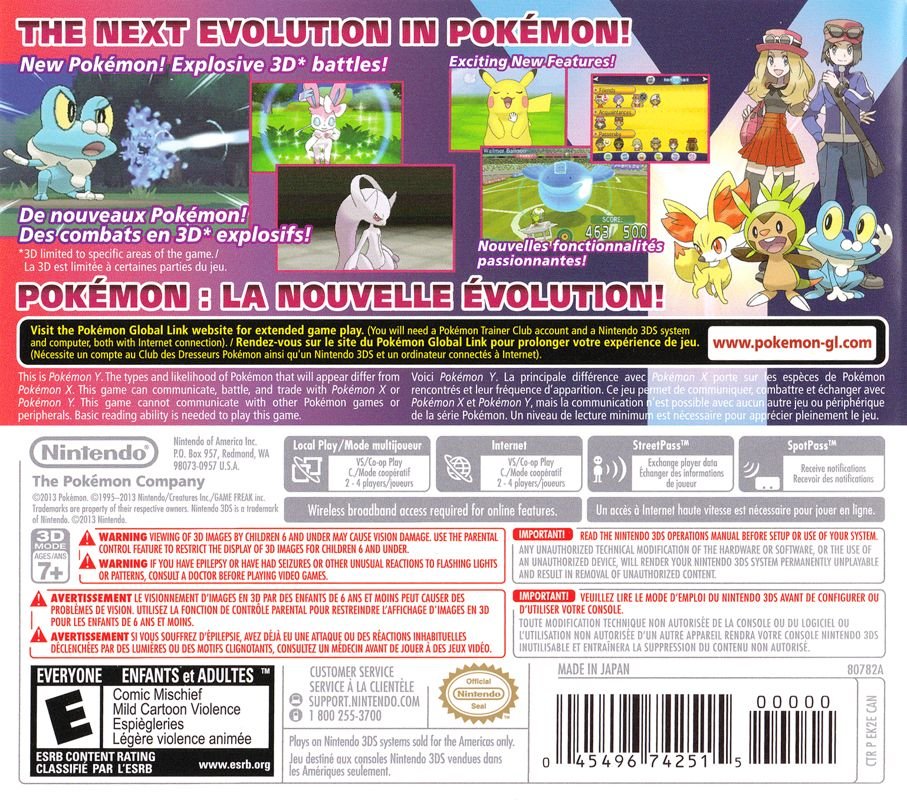 THE NEXT EVOLUTION IN POKÉMON!
New Pokémon! Explosive 3D* battles!
Exciting New Features!
Friends
Acquaintances
Passersby
Wailmer Balloon
SCORE:
463/ 500
De nouveaux Pokémon!
Des combats en 3D* explosifs!
Nouvelles fonctionnalités
passionnantes!
*3D limited to specific areas of the game./
La 3D est limitée à certaines parties du jeu.
POKÉMON : LA NOUVELLE ÉVOLUTION!
Visit the Pokémon Global Link website for extended game play. (You will need a Pokémon Trainer Club account and a Nintendo 3DS system
and computer, both with Internet connection). / Rendez-vous sur le site du Pokémon Global Link pour prolonger votre expérience de jeu.
(Nécessite un compte au Club des Dresseurs Pokémon ainsi qu'un Nintendo 3DS et un ordinateur connectés à Internet).
www.pokemon-gl.com
This is Pokémon Y. The types and likelihood of Pokémon that will appear differ from
Pokémon X. This game can communicate, battle, and trade with Pokémon X or
Pokémon Y. This game cannot communicate with other Pokémon games or
peripherals. Basic reading ability is needed to play this game.
Voici Pokémon Y. La principale différence avec Pokémon X porte sur les espèces de Pokémon
rencontrés et leur fréquence d'apparition. Ce jeu permet de communiquer, combattre et échanger avec
Pokémon X et Pokémon Y, mais la communication n'est possible avec aucun autre jeu ou périphérique
de la série Pokémon. Un niveau de lecture minimum est nécessaire pour apprécier pleinement le jeu.
Nintendo®
The Pokémon Company
Nintendo of America Inc.
P.O. Box 957, Redmond, WA
98073-0957 U.S.A.
©2013 Pokémon. ©1995–2013 Nintendo/Creatures Inc./GAME FREAK inc.
Trademarks are property of their respective owners. Nintendo 3DS is a trademark
of Nintendo. ©2013 Nintendo.
Local Play/Mode multijoueur
VS/Co-op Play
C./Mode coopératif
2 - 4 players/joueurs
Internet
VS/Co-op Play
C./Mode coopératif
2 - 4 players/joueurs
StreetPass™
Exchange player data
Échanger des informations
de joueur
SpotPass™
Receive notifications
Recevoir des notifications
Wireless broadband access required for online features.
Un accès à Internet haute vitesse est nécessaire pour jouer en ligne.
3D
MODE
AGES/ANS
7+
WARNING VIEWING OF 3D IMAGES BY CHILDREN 6 AND UNDER MAY CAUSE VISION DAMAGE. USE THE PARENTAL
CONTROL FEATURE TO RESTRICT THE DISPLAY OF 3D IMAGES FOR CHILDREN 6 AND UNDER.
WARNING IF YOU HAVE EPILEPSY OR HAVE HAD SEIZURES OR OTHER UNUSUAL REACTIONS TO FLASHING LIGHTS
OR PATTERNS, CONSULT A DOCTOR BEFORE PLAYING VIDEO GAMES.
IMPORTANT! READ THE NINTENDO 3DS OPERATIONS MANUAL BEFORE SETUP OR USE OF YOUR SYSTEM.
ANY UNAUTHORIZED TECHNICAL MODIFICATION OF THE HARDWARE OR SOFTWARE, OR THE USE OF
AN UNAUTHORIZED DEVICE, WILL RENDER YOUR NINTENDO 3DS SYSTEM PERMANENTLY UNPLAYABLE
AND RESULT IN REMOVAL OF UNAUTHORIZED CONTENT.
AVERTISSEMENT LE VISIONNEMENT D'IMAGES EN 3D PAR DES ENFANTS DE 6 ANS ET MOINS PEUT CAUSER DES
PROBLÈMES DE VISION. UTILISEZ LA FONCTION DE CONTRÔLE PARENTAL POUR RESTREINDRE L'AFFICHAGE D'IMAGES EN 3D
POUR LES ENFANTS DE 6 ANS ET MOINS.
AVERTISSEMENT SI VOUS SOUFFREZ D'ÉPILEPSIE, AVEZ DÉJÀ EU UNE ATTAQUE OU DES RÉACTIONS INHABITUELLES
DÉCLENCHÉES PAR DES LUMIÈRES OU DES MOTIFS CLIGNOTANTS, CONSULTEZ UN MÉDECIN AVANT DE JOUER À DES JEUX VIDÉO.
IMPORTANT! VEUILLEZ LIRE LE MODE D'EMPLOI DU NINTENDO 3DS AVANT DE CONFIGURER OU
D'UTILISER VOTRE CONSOLE.
TOUTE MODIFICATION TECHNIQUE NON AUTORISÉE DE LA CONSOLE OU DU LOGICIEL OU
L'UTILISATION NON AUTORISÉE D'UN AUTRE APPAREIL RENDRA VOTRE CONSOLE NINTENDO 3DS
INUTILISABLE ET ENTRAÎNERA LA SUPPRESSION DU CONTENU NON AUTORISÉ.
EVERYONE ENFANTS et ADULTES ™
E
Comic Mischief
Mild Cartoon Violence
Espiègleries
Légère violence animée
ESRB CONTENT RATING
CLASSIFIÉ PAR L'ESRB
www.esrb.org
CUSTOMER SERVICE
SERVICE À LA CLIENTÈLE
SUPPORT.NINTENDO.COM
1 800 255-3700
Official
Nintendo
Seal
Plays on Nintendo 3DS systems sold for the Americas only.
Jeu destiné aux consoles Nintendo 3DS vendues dans
les Amériques seulement.
MADE IN JAPAN
80782A
00000
0 45496 74251 5
CTR P EK2E CAN